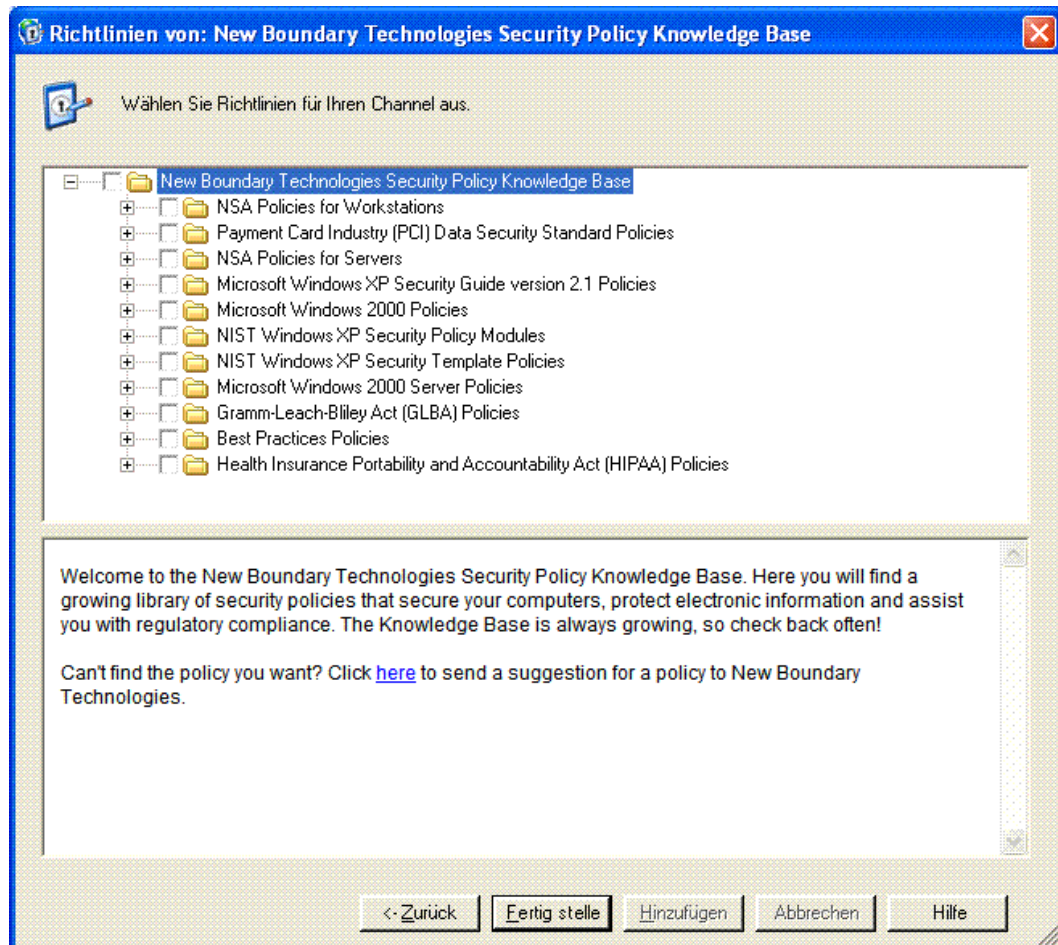 Richtlinien von: New Boundary Technologies Security Policy Knowledge Base
Wählen Sie Richtlinien für Ihren Channel aus.
New Boundary Technologies Security Policy Knowledge Base
NSA Policies for Workstations
Payment Card Industry (PCI) Data Security Standard Policies
NSA Policies for Servers
Microsoft Windows XP Security Guide version 2.1 Policies
Microsoft Windows 2000 Policies
NIST Windows XP Security Policy Modules
NIST Windows XP Security Template Policies
Microsoft Windows 2000 Server Policies
Gramm-Leach-Bliley Act (GLBA) Policies
Best Practices Policies
Health Insurance Portability and Accountability Act (HIPAA) Policies
Welcome to the New Boundary Technologies Security Policy Knowledge Base. Here you will find a
growing library of security policies that secure your computers, protect electronic information and assist
you with regulatory compliance. The Knowledge Base is always growing, so check back often!
Can't find the policy you want? Click here to send a suggestion for a policy to New Boundary
Technologies.
<- Zurück Fertig stelle Hinzufügen Abbrechen Hilfe